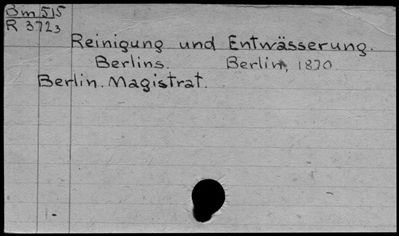 Bm 515
R 3723
Reinigung und Entwässerung.
Berlins. Berlin, 1870
Berlin. Magistrat.